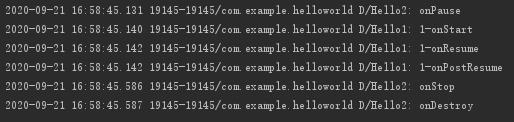 2020-09-21 16:58:45.131 19145-19145/com.example.helloworld D/Hello2: onPause
2020-09-21 16:58:45.140 19145-19145/com.example.helloworld D/Hello1: 1-onStart
2020-09-21 16:58:45.142 19145-19145/com.example.helloworld D/Hello1: 1-onResume
2020-09-21 16:58:45.142 19145-19145/com.example.helloworld D/Hello1: 1-onPostResume
2020-09-21 16:58:45.586 19145-19145/com.example.helloworld D/Hello2: onStop
2020-09-21 16:58:45.587 19145-19145/com.example.helloworld D/Hello2: onDestroy